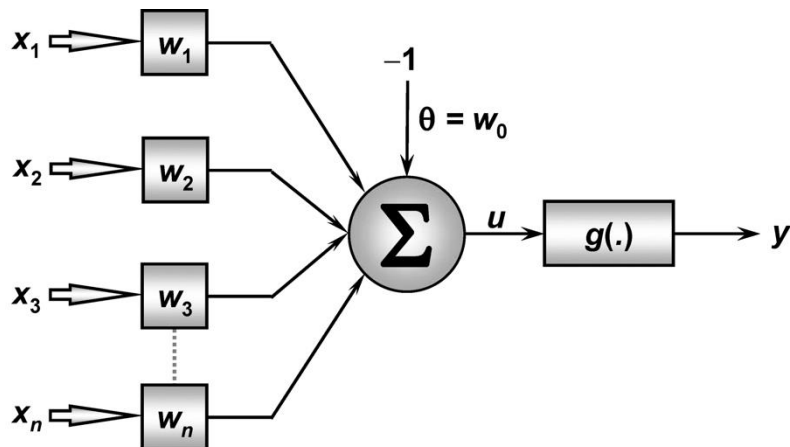 x₁ w₁
−1
θ = w₀
x₂ w₂
Σ u g(.) y
x₃ w₃
xₙ wₙ